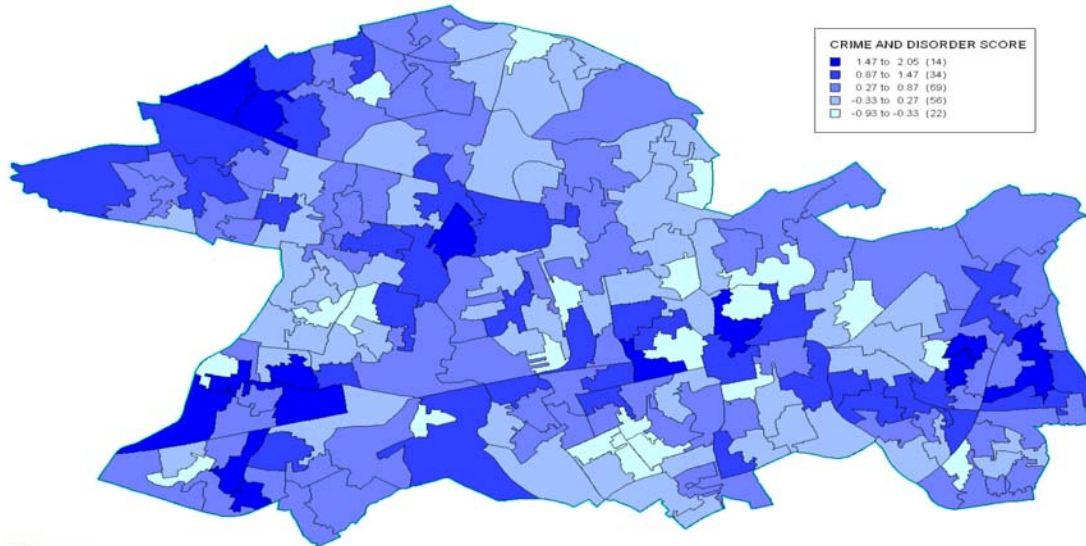 CRIME AND DISORDER SCORE
1.47 to 2.05 (14)
0.87 to 1.47 (34)
0.27 to 0.87 (69)
-0.33 to 0.27 (56)
-0.93 to -0.33 (22)